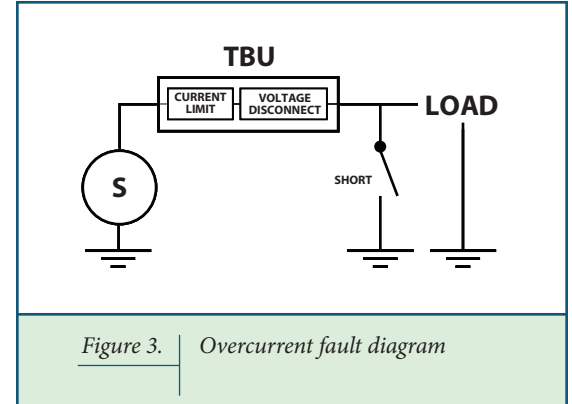 TBU
CURRENT
LIMIT
VOLTAGE
DISCONNECT
LOAD
S
SHORT
Figure 3. Overcurrent fault diagram